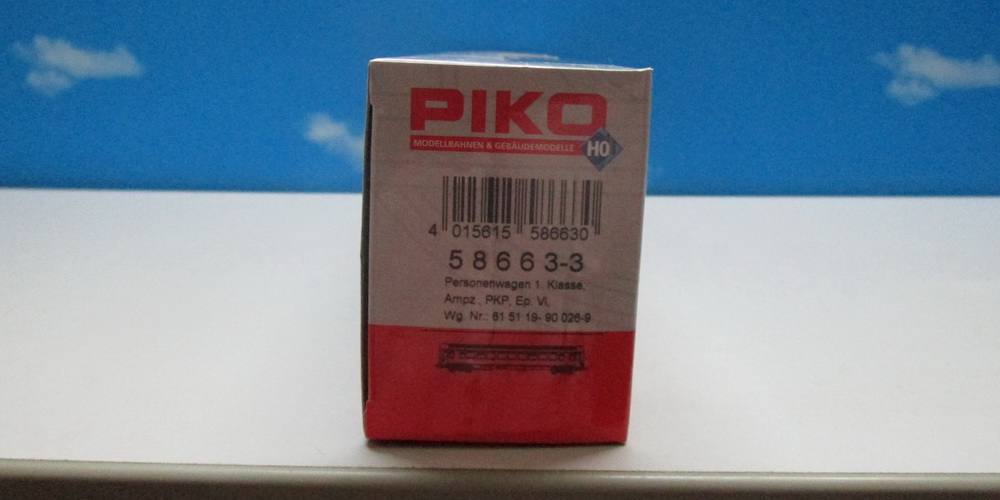 PIKO
MODELLBAHNEN & GEBÄUDEMODELLE
H0
4 015615 586630
58663-3
Personenwagen 1. Klasse,
Ampz., PKP, Ep. VI,
Wg. Nr.: 61 51 19- 90 026-9